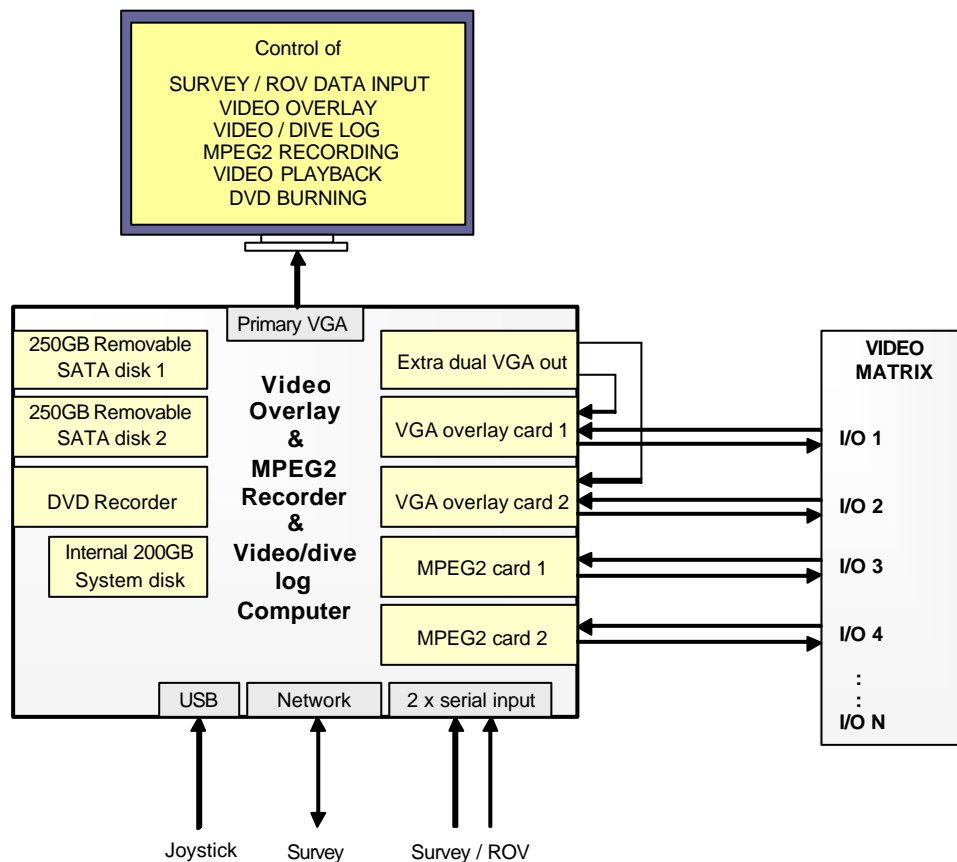 Control of
SURVEY / ROV DATA INPUT
VIDEO OVERLAY
VIDEO / DIVE LOG
MPEG2 RECORDING
VIDEO PLAYBACK
DVD BURNING
Primary VGA
250GB Removable
SATA disk 1
250GB Removable
SATA disk 2
DVD Recorder
Internal 200GB
System disk
Video
Overlay
&
MPEG2
Recorder
&
Video/dive
log
Computer
Extra dual VGA out
VGA overlay card 1
VGA overlay card 2
MPEG2 card 1
MPEG2 card 2
VIDEO
MATRIX
I/O 1
I/O 2
I/O 3
I/O 4
:
:
I/O N
USB
Network
2 x serial input
Joystick
Survey
Survey / ROV